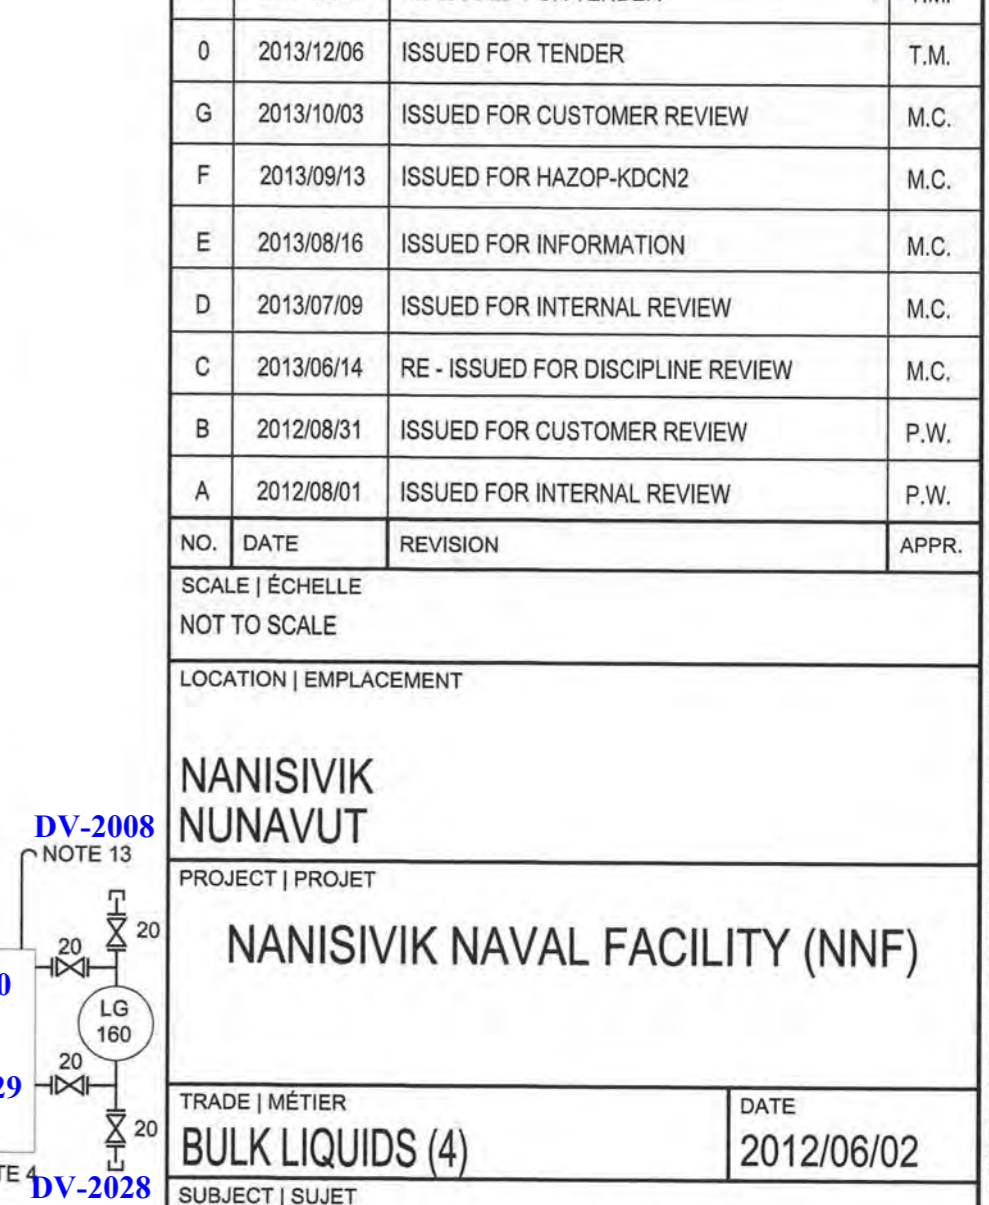 0 2013/12/06 ISSUED FOR TENDER T.M.
G 2013/10/03 ISSUED FOR CUSTOMER REVIEW M.C.
F 2013/09/13 ISSUED FOR HAZOP-KDCN2 M.C.
E 2013/08/16 ISSUED FOR INFORMATION M.C.
D 2013/07/09 ISSUED FOR INTERNAL REVIEW M.C.
C 2013/06/14 RE - ISSUED FOR DISCIPLINE REVIEW M.C.
B 2012/08/31 ISSUED FOR CUSTOMER REVIEW P.W.
A 2012/08/01 ISSUED FOR INTERNAL REVIEW P.W.
NO. DATE REVISION APPR.
SCALE | ÉCHELLE
NOT TO SCALE
LOCATION | EMPLACEMENT
NANISIVIK
NUNAVUT
PROJECT | PROJET
NANISIVIK NAVAL FACILITY (NNF)
TRADE | MÉTIER
BULK LIQUIDS (4)
DATE
2012/06/02
SUBJECT | SUJET
DV-2008
NOTE 13
20
20
LG
160
20
20
29
DV-2028